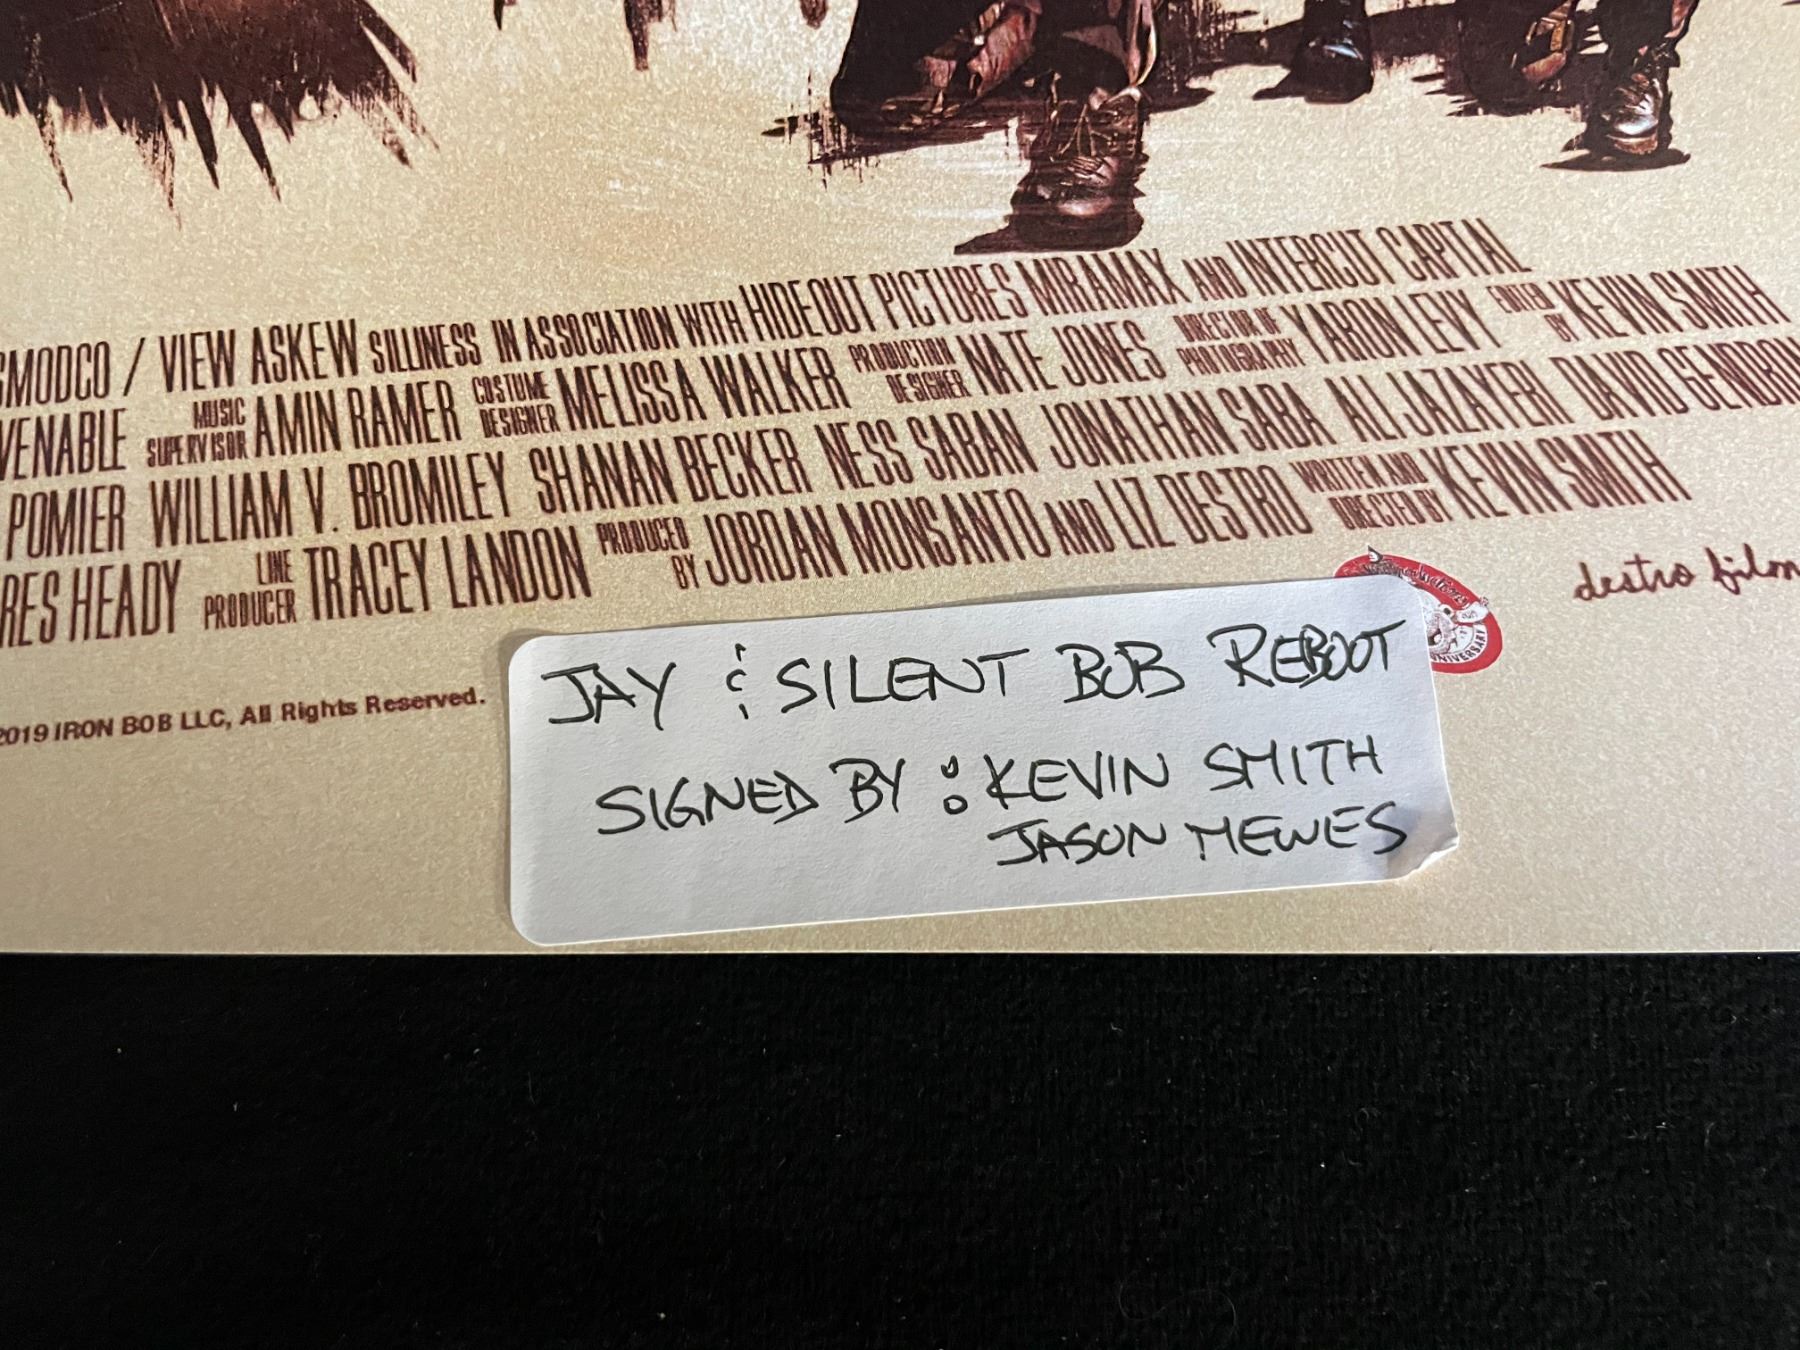 SMODCO / VIEW ASKEW SILLINESS IN ASSOCIATION WITH HIDEOUT PICTURES MIRAMAX AND INTERCUT CAPITAL
VENABLE MUSIC SUPERVISOR AMIN RAMER COSTUME DESIGNER MELISSA WALKER PRODUCTION DESIGNER NATE JONES DIRECTOR OF PHOTOGRAPHY YARON LEVY EDITED BY KEVIN SMITH
POMIER WILLIAM V. BROMILEY SHANAN BECKER NESS SABAN JONATHAN SABA ALI JAZAYERI DAVID GENDRON
RES HEADY LINE PRODUCER TRACEY LANDON PRODUCED BY JORDAN MONSANTO AND LIZ DESTRO WRITTEN AND DIRECTED BY KEVIN SMITH
destro film
2019 IRON BOB LLC, All Rights Reserved.
JAY & SILENT BOB REBOOT
SIGNED BY : KEVIN SMITH
JASON MEWES